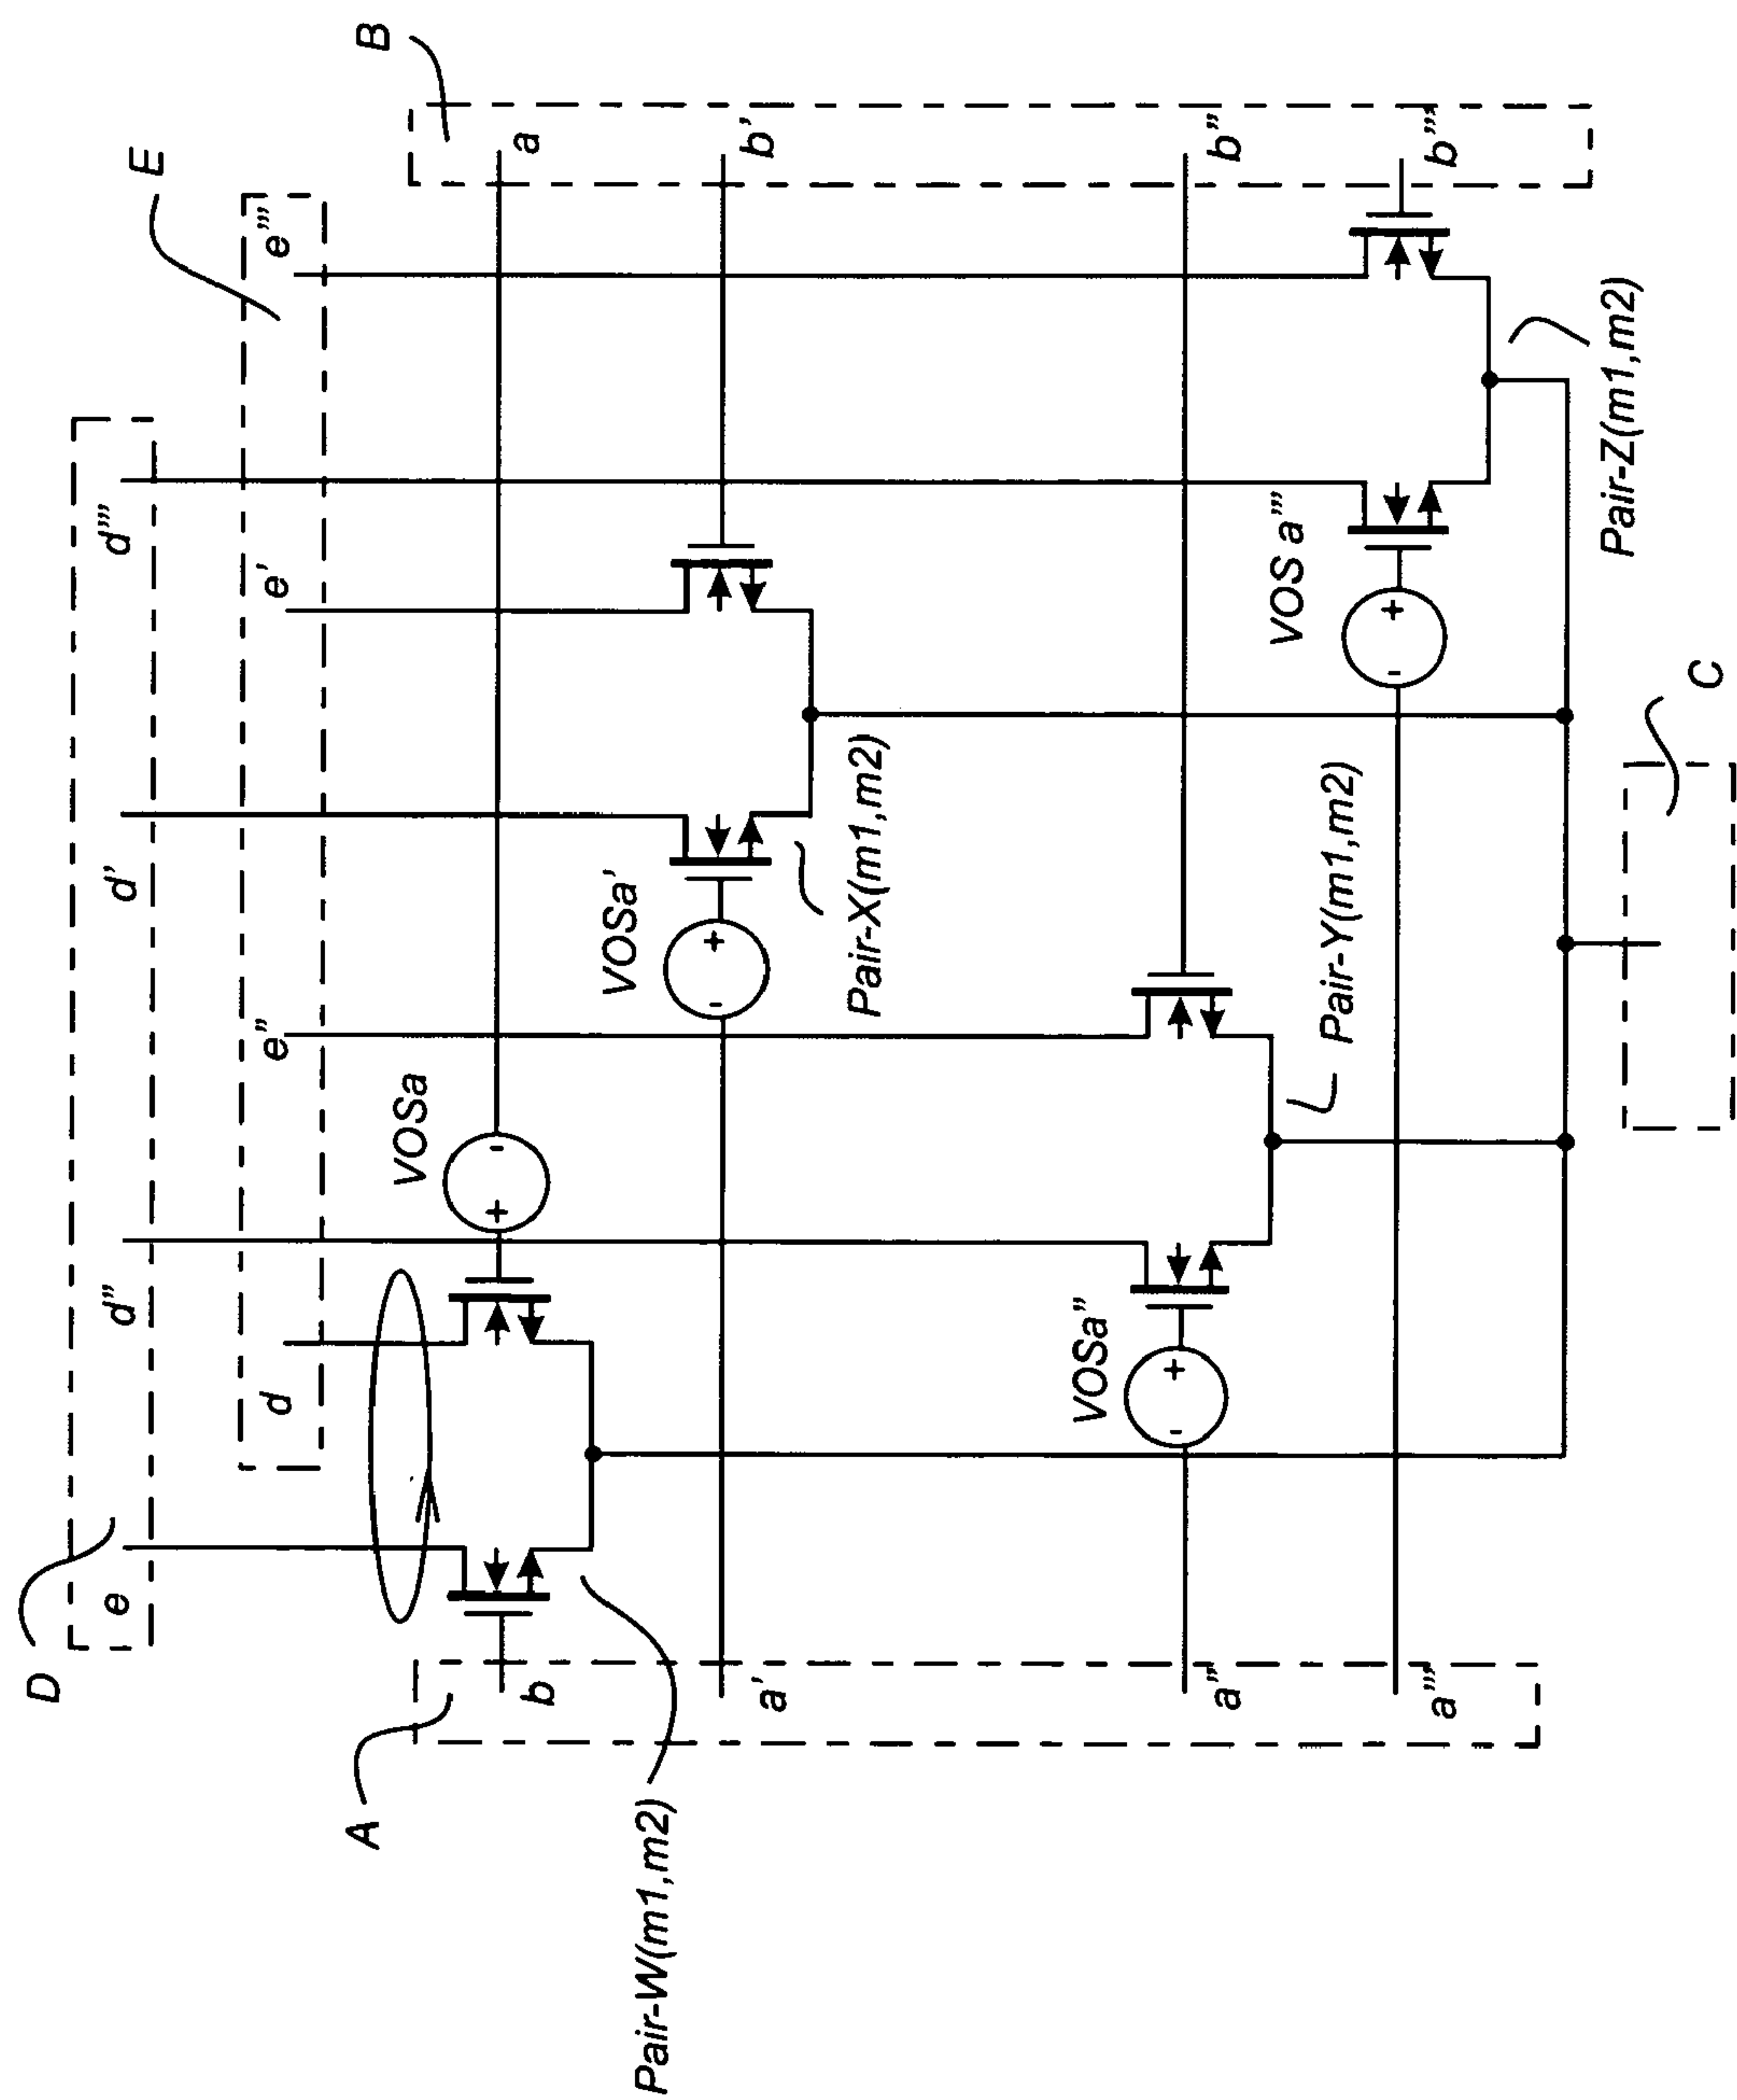 B
E
a
b'
b''
b'''
e'''
d'''
e'
d'
e''
d''
d
e
D
VOSa
VOSa'
VOSa''
VOS a'''
Pair-X(m1,m2)
Pair-Y(m1,m2)
Pair-Z(m1,m2)
C
+
-
+
-
+
-
+
-
A
b
a'
a''
a'''
Pair-W(m1,m2)